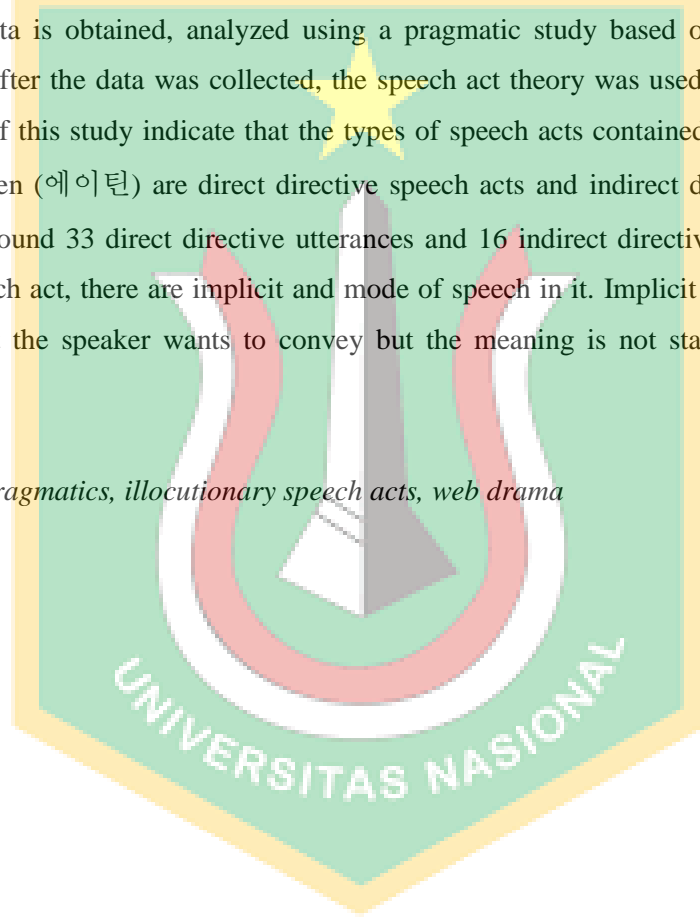 ta is obtained, analyzed using a pragmatic study based o
fter the data was collected, the speech act theory was used
f this study indicate that the types of speech acts contained
en (에이틴) are direct directive speech acts and indirect d
ound 33 direct directive utterances and 16 indirect directiv
ch act, there are implicit and mode of speech in it. Implicit
the speaker wants to convey but the meaning is not sta
ragmatics, illocutionary speech acts, web drama
UNIVERSITAS NASIONAL